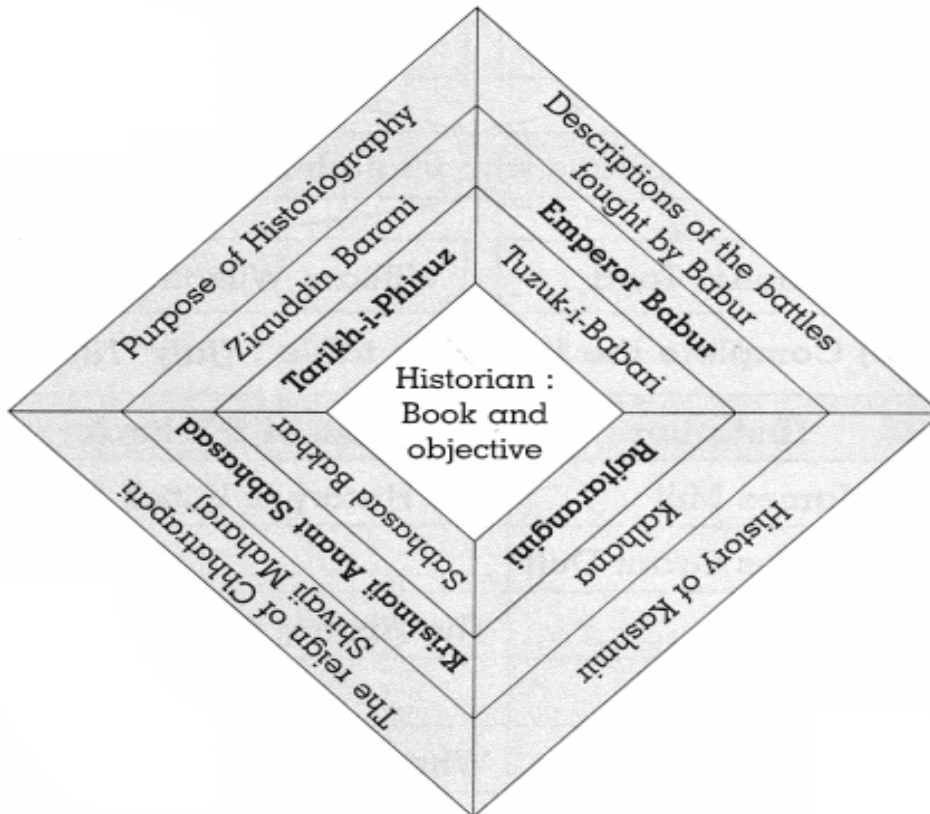 Purpose of Historiography
Ziauddin Barani
Tarikh-i-Phiruz
Descriptions of the battles
fought by Babur
Emperor Babur
Tuzuk-i-Babari
Historian :
Book and
objective
Sabhasad Bakhar
Krishnaji Anant Sabhasad
The reign of Chhatrapati
Shivaji Maharaj
Rajtarangini
Kalhana
History of Kashmir